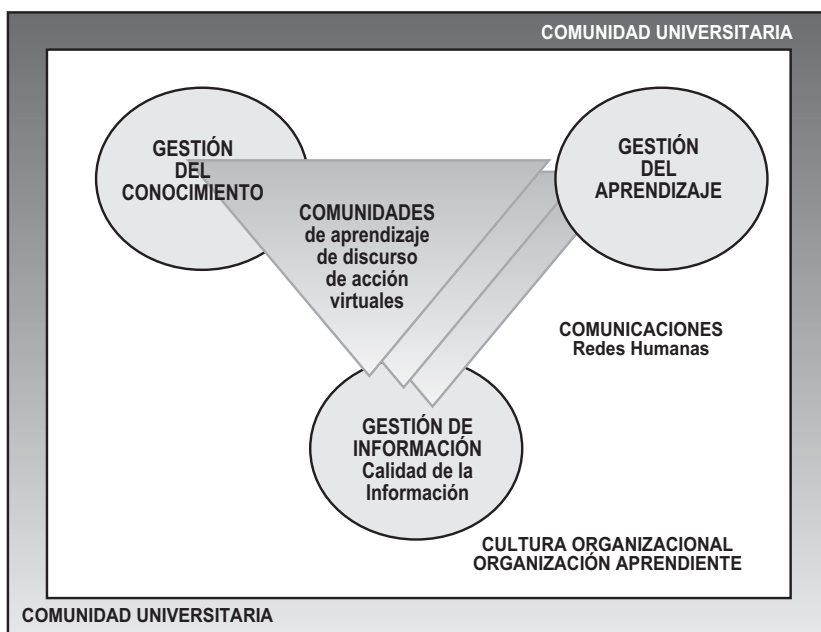 COMUNIDAD UNIVERSITARIA
GESTIÓN
DEL
CONOCIMIENTO
GESTIÓN
DEL
APRENDIZAJE
COMUNIDADES
de aprendizaje
de discurso
de acción
virtuales
COMUNICACIONES
Redes Humanas
GESTIÓN DE
INFORMACIÓN
Calidad de la
Información
CULTURA ORGANIZACIONAL
ORGANIZACIÓN APRENDIENTE
COMUNIDAD UNIVERSITARIA